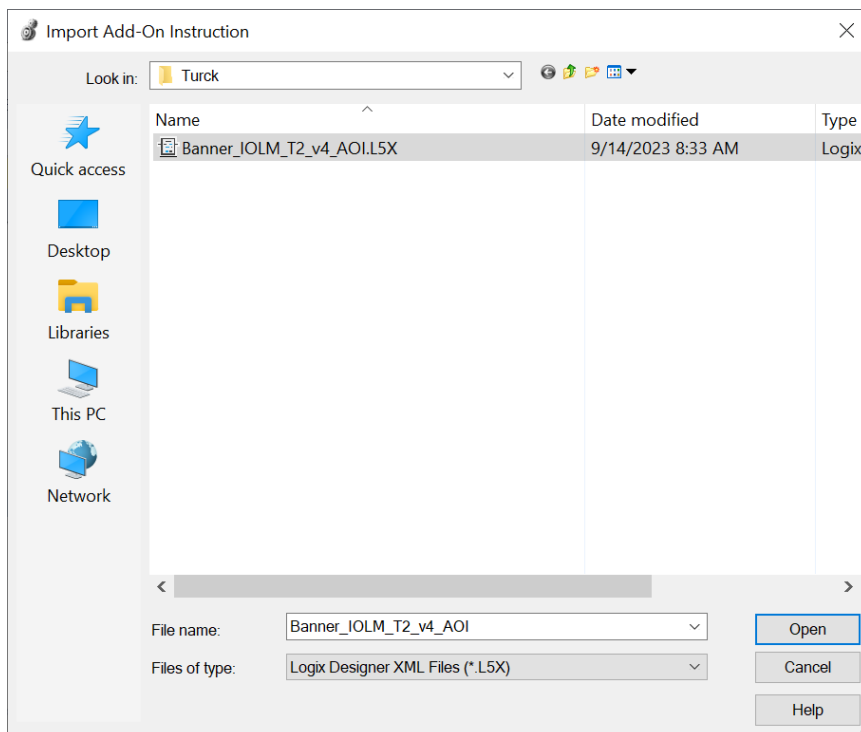 Import Add-On Instruction
Look in: Turck
Name Date modified Type
Banner_IOLM_T2_v4_AOI.L5X 9/14/2023 8:33 AM Logix
Quick access
Desktop
Libraries
This PC
Network
File name: Banner_IOLM_T2_v4_AOI Open
Files of type: Logix Designer XML Files (*.L5X) Cancel
Help